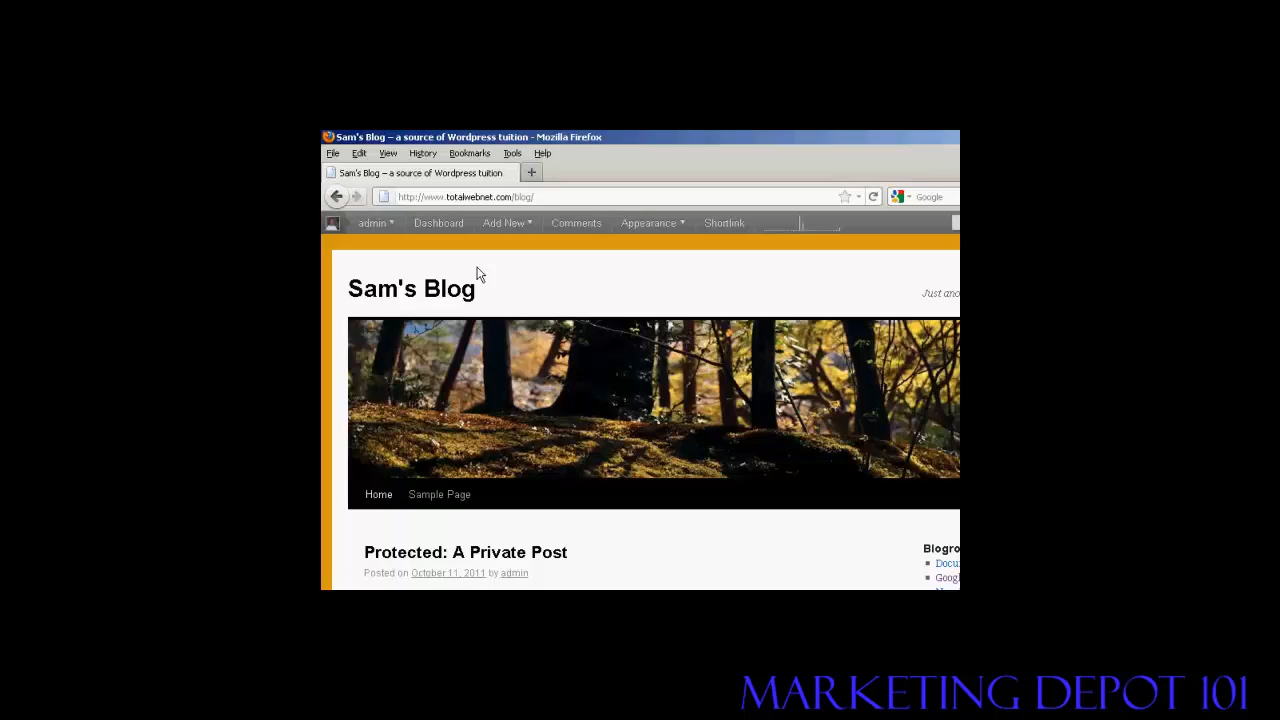 Sam's Blog – a source of Wordpress tuition - Mozilla Firefox
File Edit View History Bookmarks Tools Help
Sam's Blog – a source of Wordpress tuition
http://www.totalwebnet.com/blog/ Google
admin Dashboard Add New Comments Appearance Shortlink
Sam's Blog
Just
Home Sample Page
Protected: A Private Post
Posted on October 11, 2011 by admin
Blogro
Docu
Googl
MARKETING DEPOT 101